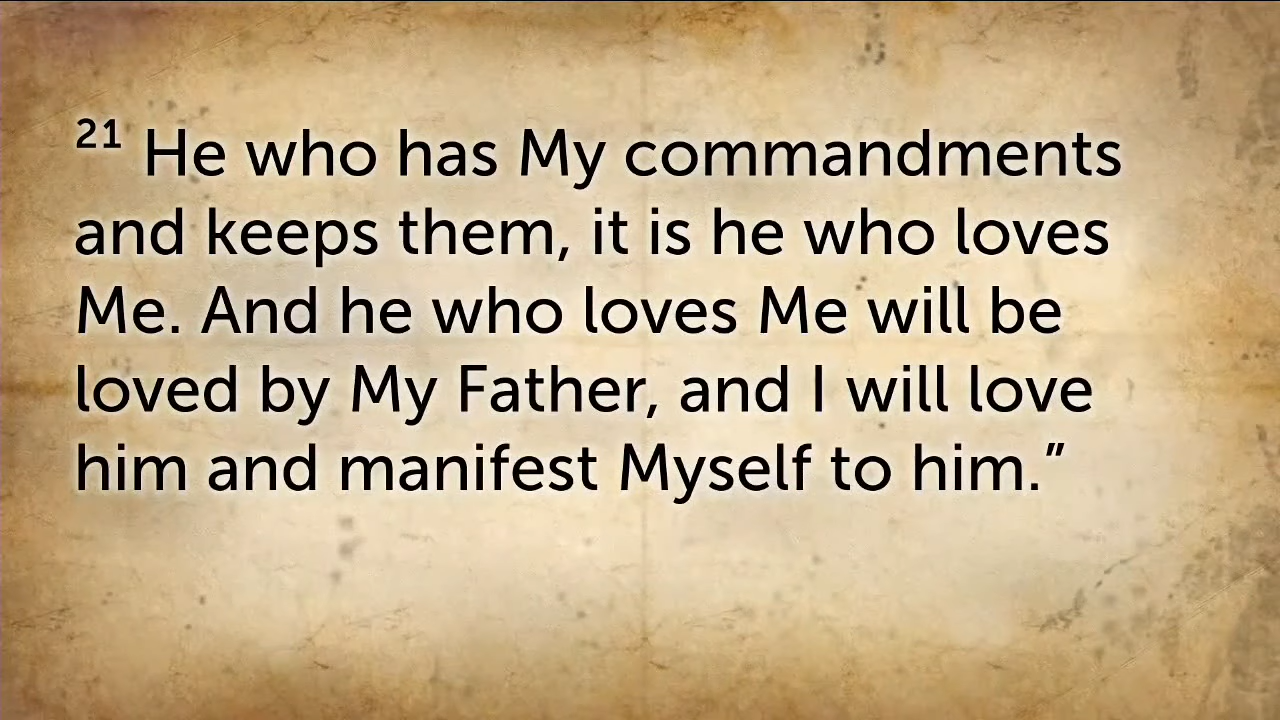 21 He who has My commandments
and keeps them, it is he who loves
Me. And he who loves Me will be
loved by My Father, and I will love
him and manifest Myself to him.”